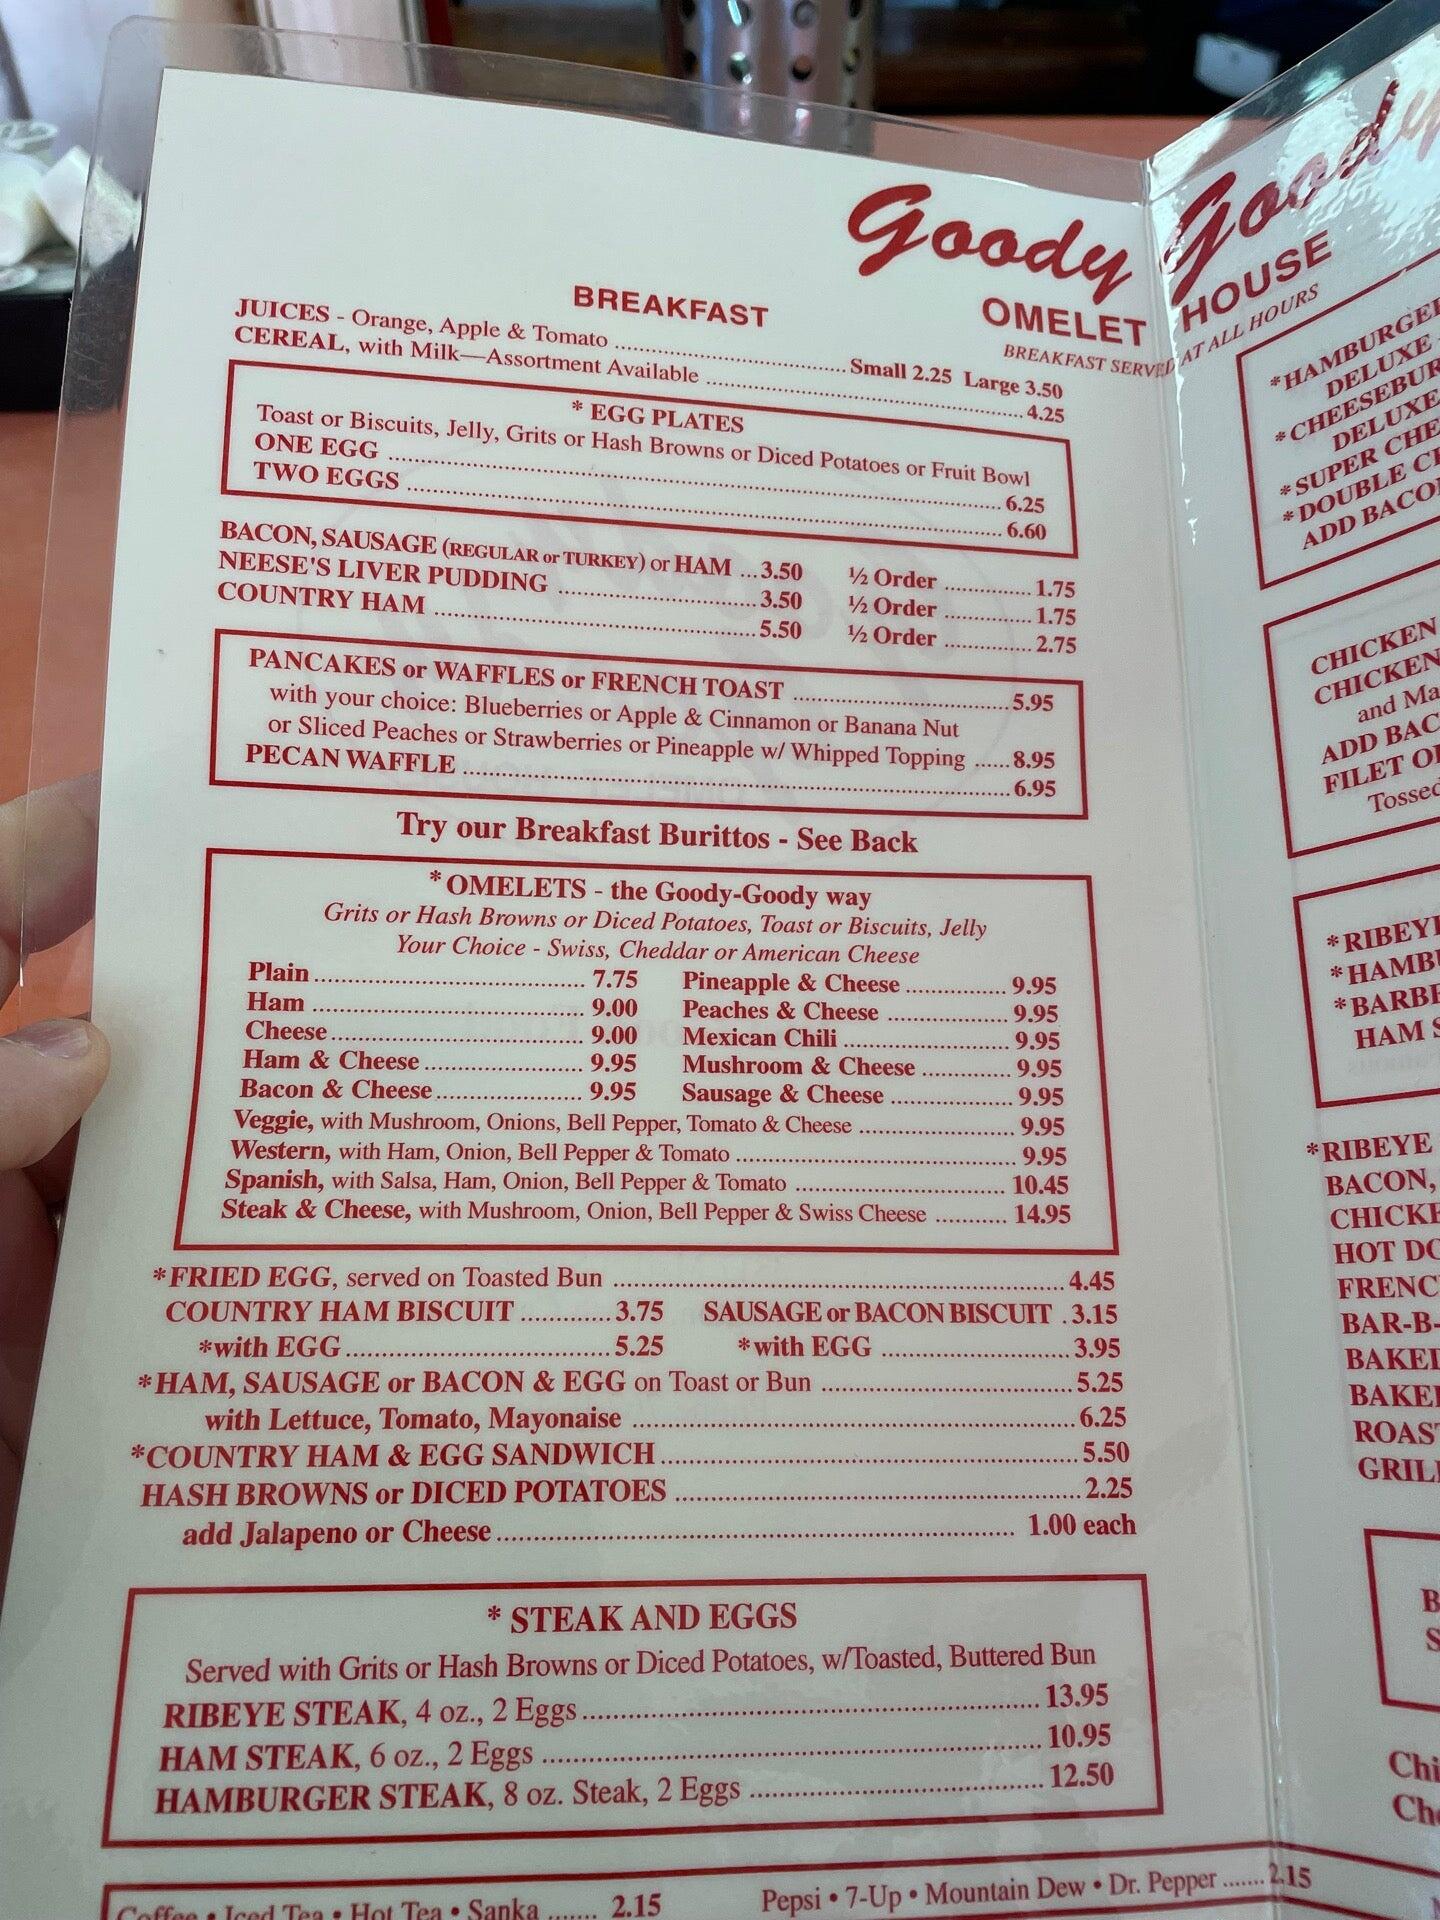 Goody Goody
OMELET HOUSE
BREAKFAST SERVED AT ALL HOURS
BREAKFAST
JUICES - Orange, Apple & Tomato ........ Small 2.25 Large 3.50
CEREAL, with Milk—Assortment Available ........ 4.25
* EGG PLATES
Toast or Biscuits, Jelly, Grits or Hash Browns or Diced Potatoes or Fruit Bowl
ONE EGG ........ 6.25
TWO EGGS ........ 6.60
BACON, SAUSAGE (REGULAR or TURKEY) or HAM ...3.50 ½ Order ........ 1.75
NEESE'S LIVER PUDDING ........ 3.50 ½ Order ........ 1.75
COUNTRY HAM ........ 5.50 ½ Order ........ 2.75
PANCAKES or WAFFLES or FRENCH TOAST ........ 5.95
with your choice: Blueberries or Apple & Cinnamon or Banana Nut
or Sliced Peaches or Strawberries or Pineapple w/ Whipped Topping ......8.95
PECAN WAFFLE ........ 6.95
Try our Breakfast Burittos - See Back
*OMELETS - the Goody-Goody way
Grits or Hash Browns or Diced Potatoes, Toast or Biscuits, Jelly
Your Choice - Swiss, Cheddar or American Cheese
Plain ........ 7.75 Pineapple & Cheese ........ 9.95
Ham ........ 9.00 Peaches & Cheese ........ 9.95
Cheese ........ 9.00 Mexican Chili ........ 9.95
Ham & Cheese ........ 9.95 Mushroom & Cheese ........ 9.95
Bacon & Cheese ........ 9.95 Sausage & Cheese ........ 9.95
Veggie, with Mushroom, Onions, Bell Pepper, Tomato & Cheese ........ 9.95
Western, with Ham, Onion, Bell Pepper & Tomato ........ 9.95
Spanish, with Salsa, Ham, Onion, Bell Pepper & Tomato ........ 10.45
Steak & Cheese, with Mushroom, Onion, Bell Pepper & Swiss Cheese ........ 14.95
*FRIED EGG, served on Toasted Bun ........ 4.45
COUNTRY HAM BISCUIT ........ 3.75 SAUSAGE or BACON BISCUIT . 3.15
*with EGG ........ 5.25 *with EGG ........ 3.95
*HAM, SAUSAGE or BACON & EGG on Toast or Bun ........ 5.25
with Lettuce, Tomato, Mayonaise ........ 6.25
*COUNTRY HAM & EGG SANDWICH ........ 5.50
HASH BROWNS or DICED POTATOES ........ 2.25
add Jalapeno or Cheese ........ 1.00 each
* STEAK AND EGGS
Served with Grits or Hash Browns or Diced Potatoes, w/Toasted, Buttered Bun
RIBEYE STEAK, 4 oz., 2 Eggs ........ 13.95
HAM STEAK, 6 oz., 2 Eggs ........ 10.95
HAMBURGER STEAK, 8 oz. Steak, 2 Eggs ........ 12.50
Coffee • Iced Tea • Hot Tea • Sanka ....... 2.15 Pepsi • 7-Up • Mountain Dew • Dr. Pepper ....... 2.15
*HAMBURGER
DELUXE
DELUXE
*SUPER
*DOUBLE
ADD BACON
CHICKEN
CHICKEN
and
ADD
FILET
Tossed
*RIBEYE
HAM
*RIBEYE
BACON,